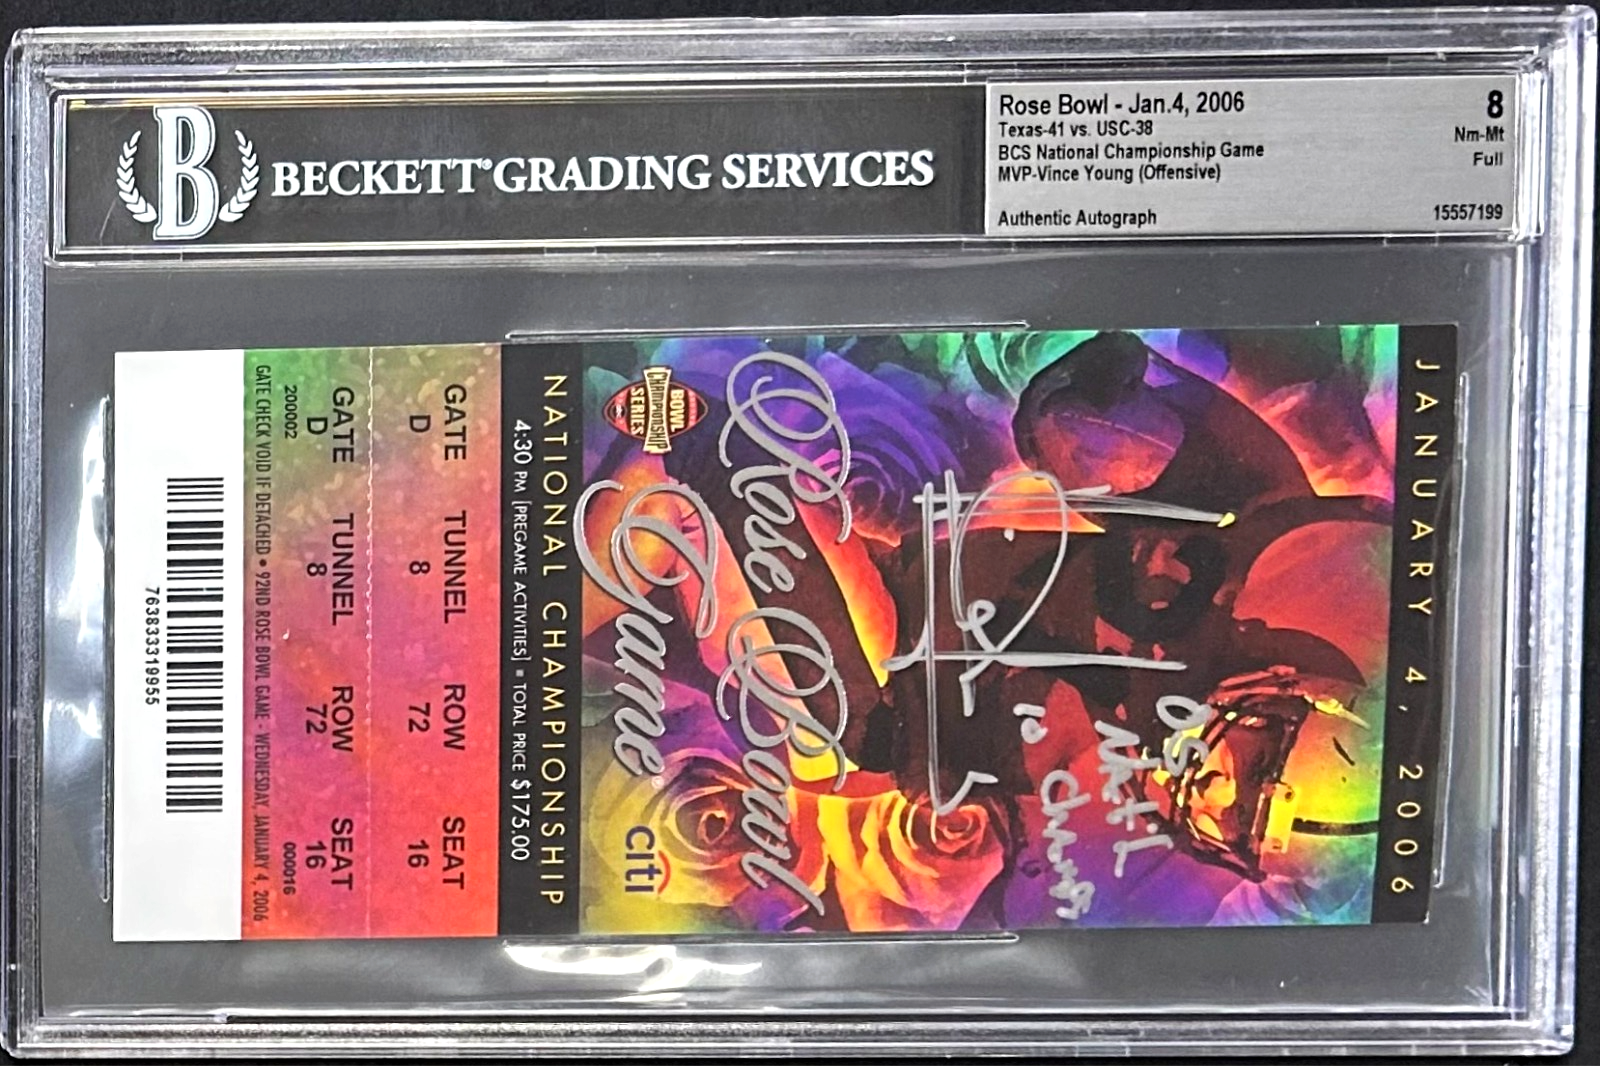 B
BECKETT® GRADING SERVICES
Rose Bowl - Jan.4, 2006
8
Texas-41 vs. USC-38
Nm-Mt
BCS National Championship Game
Full
MVP-Vince Young (Offensive)
Authentic Autograph
15557199
JANUARY 4, 2006
05
Nat'l
Champs
10
Rose Bowl
Game®
BOWL
CHAMPIONSHIP
SERIES
citi
NATIONAL CHAMPIONSHIP
4:30 PM [PREGAME ACTIVITIES] ▪ TOTAL PRICE $175.00
GATE TUNNEL ROW SEAT
D 8 72 16
GATE TUNNEL ROW SEAT
D 8 72 16
200002 000016
GATE CHECK VOID IF DETACHED • 92ND ROSE BOWL GAME - WEDNESDAY, JANUARY 4, 2006
763833319955